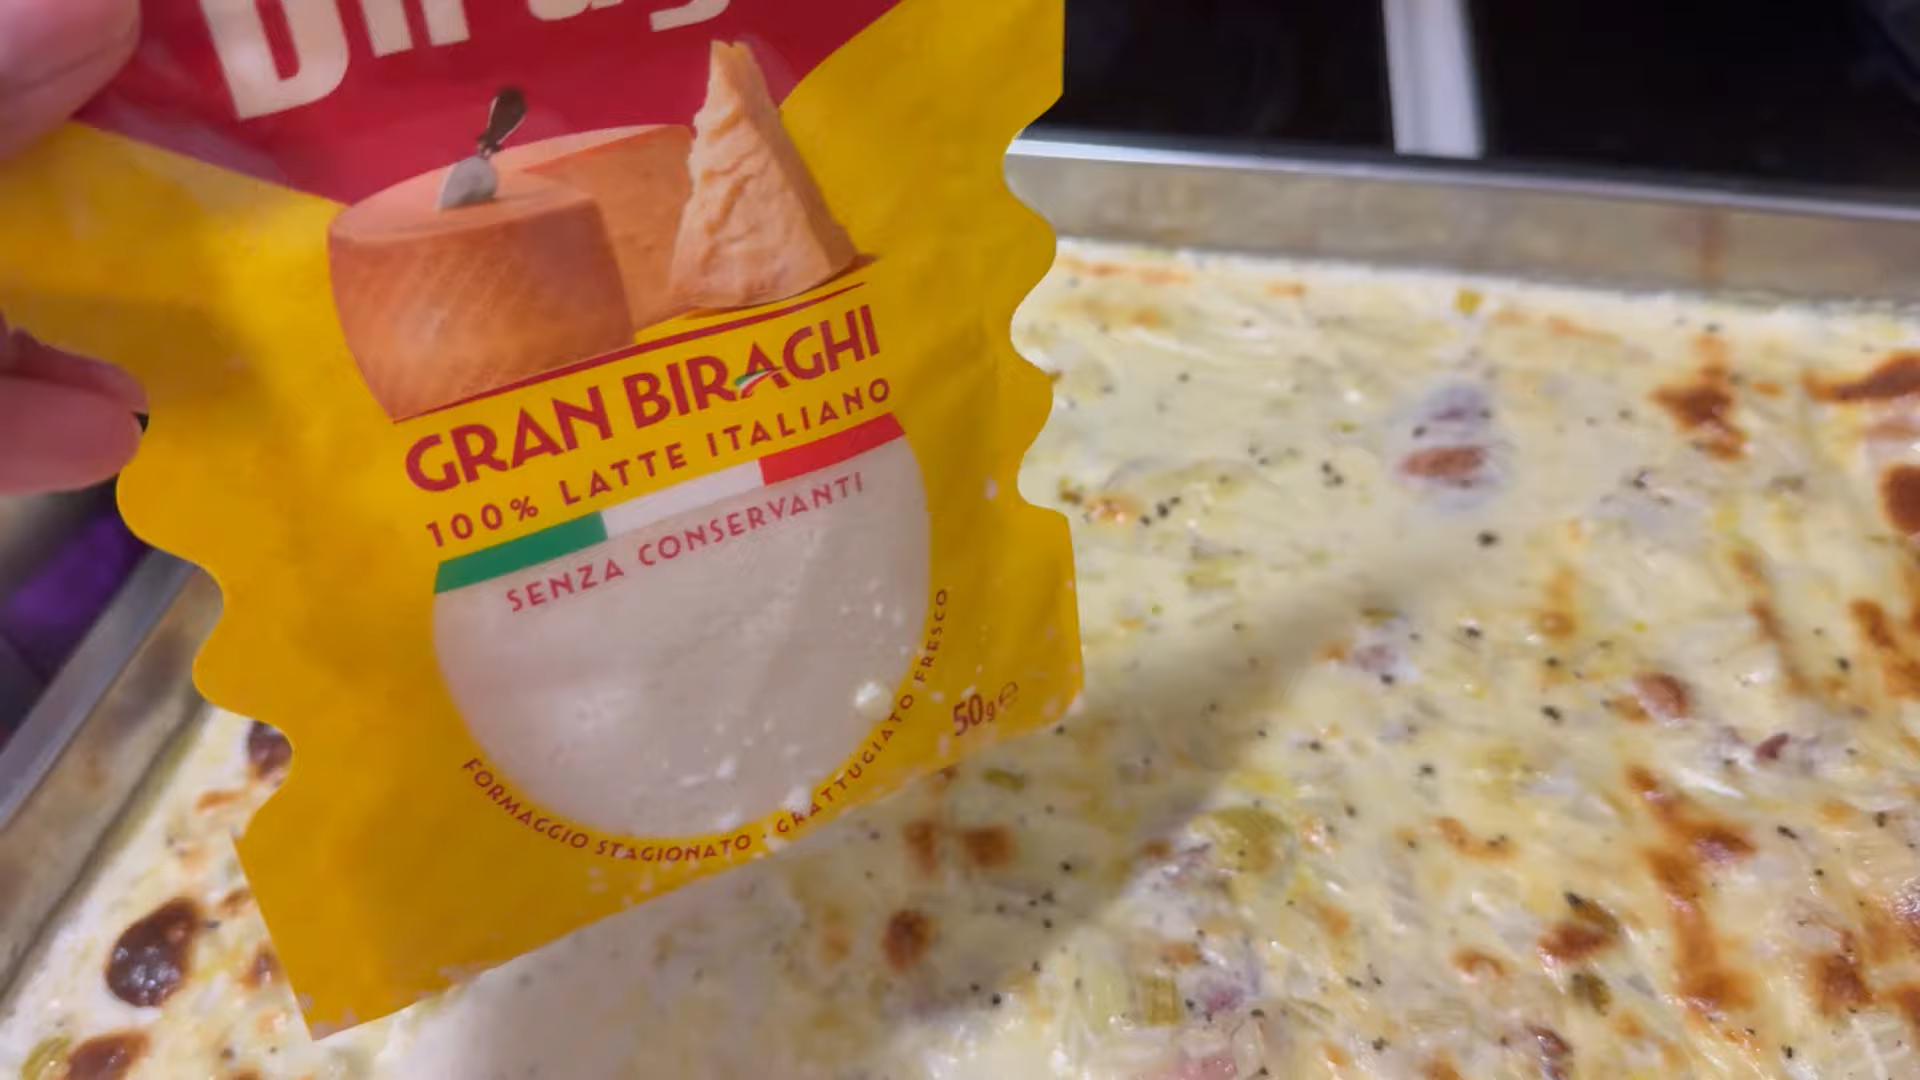 GRAN BIRAGHI
100% LATTE ITALIANO
SENZA CONSERVANTI
FORMAGGIO STAGIONATO · GRATTUGIATO FRESCO
50g e